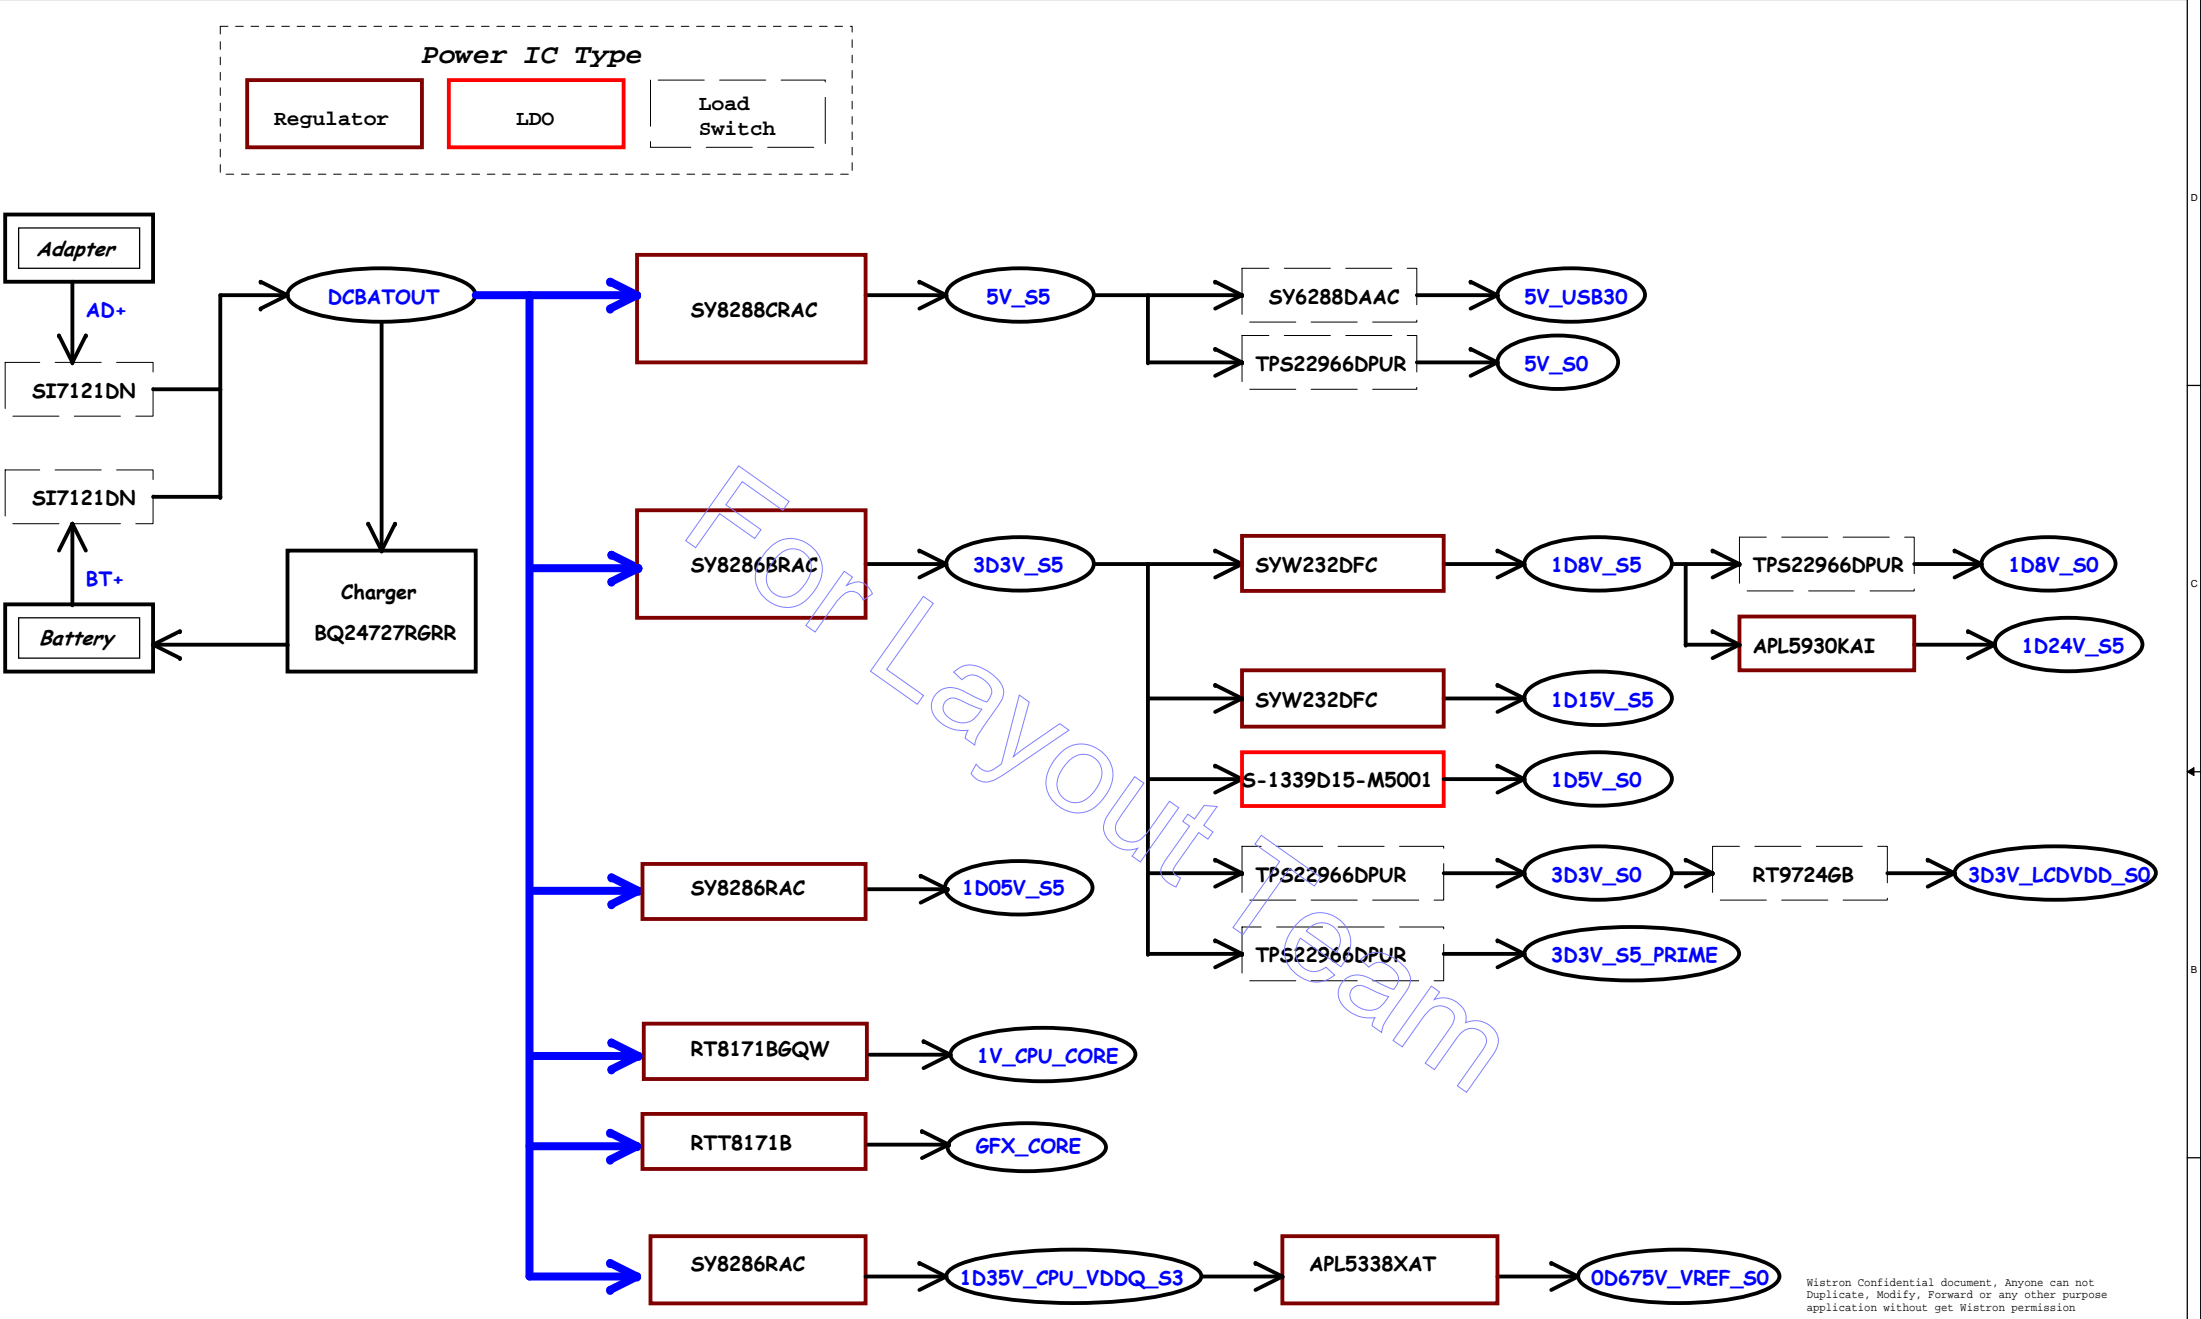 Power IC Type
Regulator
LDO
Load
Switch
Adapter
AD+
SI7121DN
SI7121DN
BT+
Battery
DCBATOUT
Charger
BQ24727RGRR
SY8288CRAC
5V_S5
SY6288DAAC
5V_USB30
TPS22966DPUR
5V_S0
SY8286BRAC
3D3V_S5
SYW232DFC
1D8V_S5
TPS22966DPUR
1D8V_S0
APL5930KAI
1D24V_S5
SYW232DFC
1D15V_S5
S-1339D15-M5001
1D5V_S0
TPS22966DPUR
3D3V_S0
RT9724GB
3D3V_LCDVDD_S0
TPS22966DPUR
3D3V_S5_PRIME
SY8286RAC
1D05V_S5
RT8171BGQW
1V_CPU_CORE
RTT8171B
GFX_CORE
SY8286RAC
1D35V_CPU_VDDQ_S3
APL5338XAT
0D675V_VREF_S0
For Layout Team
Wistron Confidential document, Anyone can not
Duplicate, Modify, Forward or any other purpose
application without get Wistron permission
D
C
B